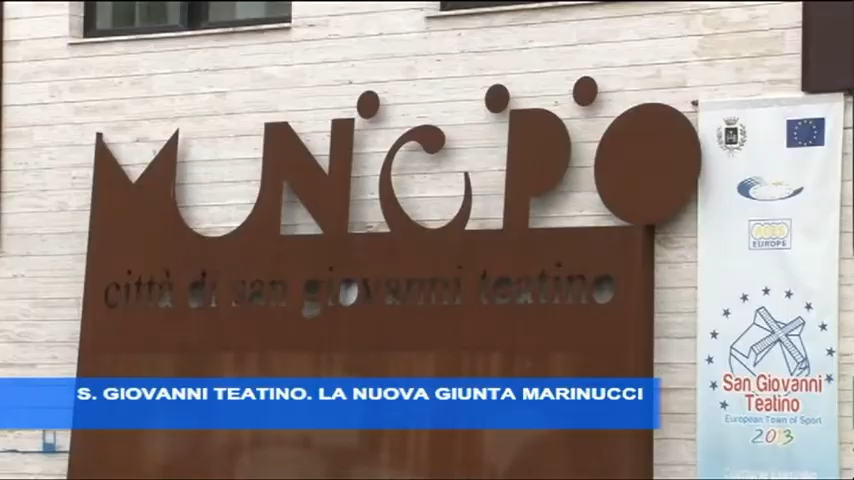 MUNICIPIO
città di san giovanni teatino
S. GIOVANNI TEATINO. LA NUOVA GIUNTA MARINUCCI
ACES
EUROPE
San Giovanni
Teatino
European Town of Sport
2013